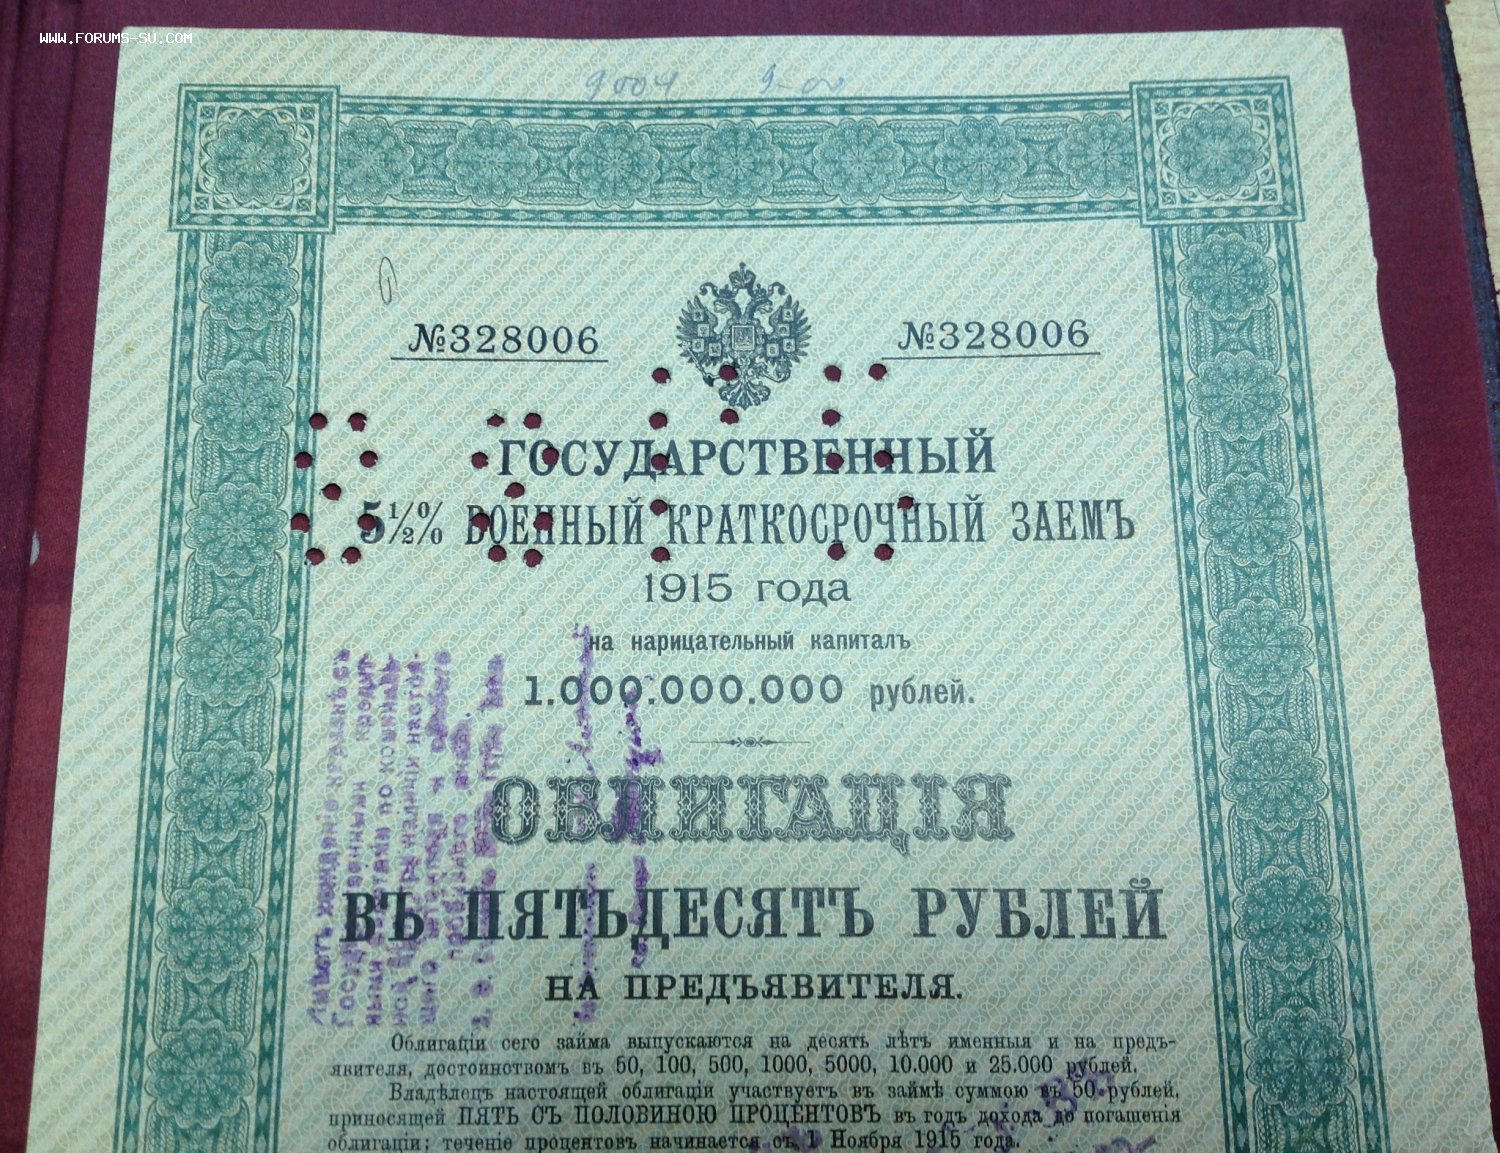 WWW.FORUMS-SU.COM
№328006 №328006
ГОСУДАРСТВЕННЫЙ
5½% ВОЕННЫЙ КРАТКОСРОЧНЫЙ ЗАЕМЪ
1915 года
на нарицательный капиталъ
1.000.000.000 рублей.
ОБЛИГАЦІЯ
ВЪ ПЯТЬДЕСЯТЪ РУБЛЕЙ
НА ПРЕДЪЯВИТЕЛЯ.
Облигаціи сего займа выпускаются на десять лѣтъ именныя и на предъ-
явителя, достоинствомъ въ 50, 100, 500, 1000, 5000, 10.000 и 25.000 рублей.
Владѣлецъ настоящей облигаціи участвуетъ въ займѣ суммою въ 50 рублей,
приносящей ПЯТЬ СЪ ПОЛОВИНОЮ ПРОЦЕНТОВЪ въ годъ дохода до погашенія
облигаціи; теченіе процентовъ начинается съ 1 Ноября 1915 года.